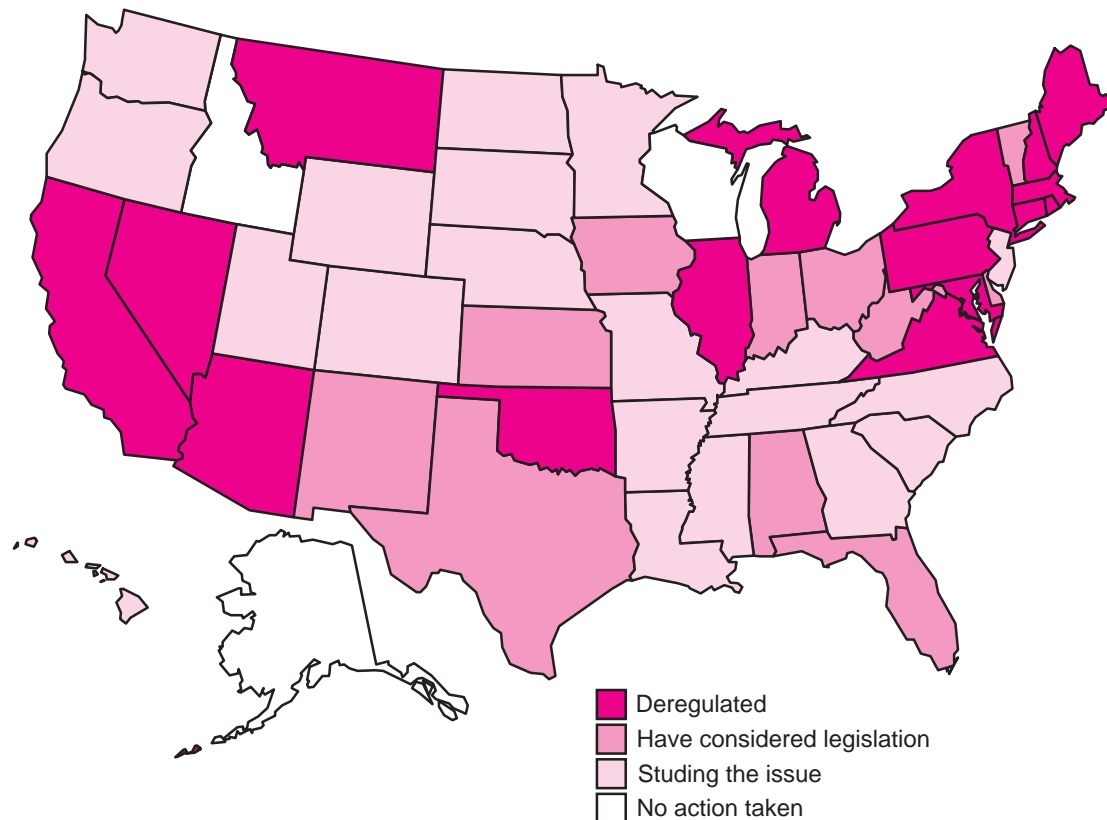 Deregulated
Have considered legislation
Studing the issue
No action taken